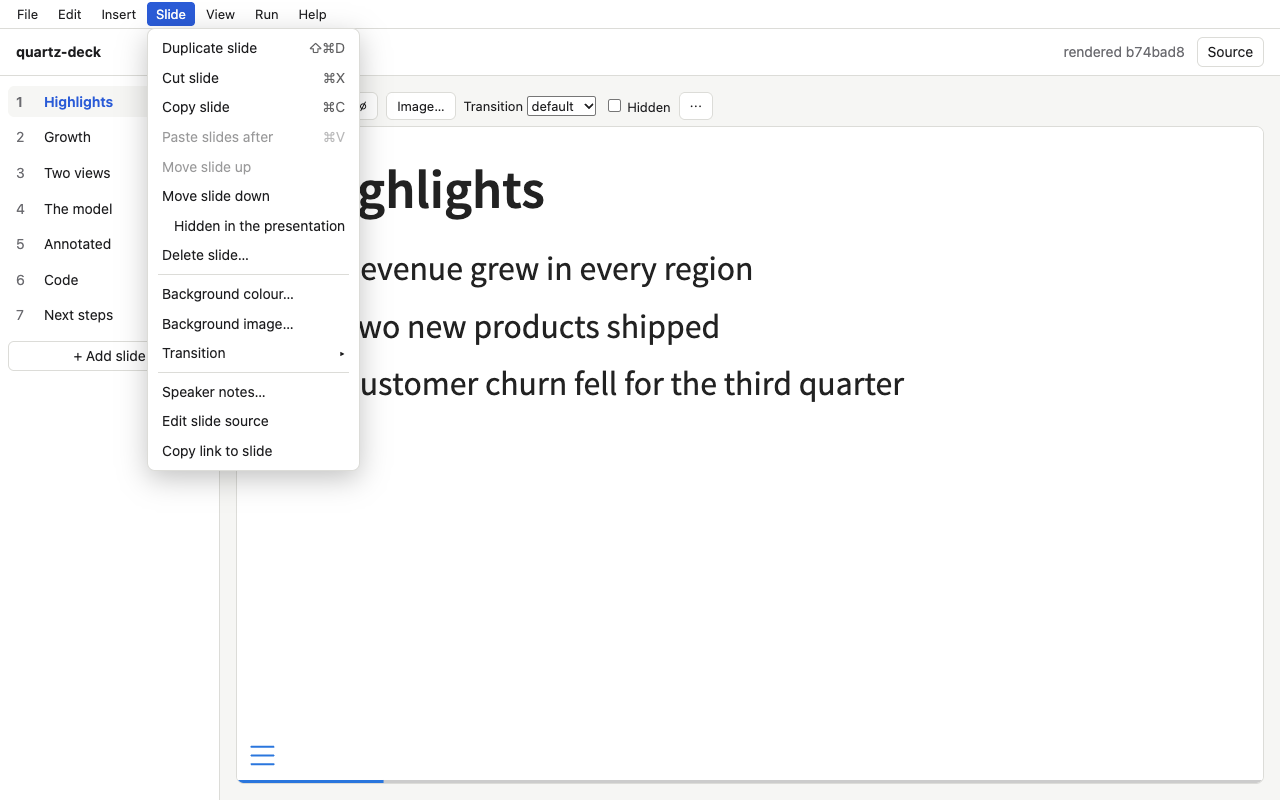 File Edit Insert Slide View Run Help
quartz-deck
rendered b74bad8 Source
1 Highlights
2 Growth
3 Two views
4 The model
5 Annotated
6 Code
7 Next steps
+ Add slide
Duplicate slide ⇧⌘D
Cut slide ⌘X
Copy slide ⌘C
Paste slides after ⌘V
Move slide up
Move slide down
Hidden in the presentation
Delete slide...
Background colour...
Background image...
Transition ▸
Speaker notes...
Edit slide source
Copy link to slide
Image... Transition default Hidden ...
ghlights
evenue grew in every region
wo new products shipped
ustomer churn fell for the third quarter